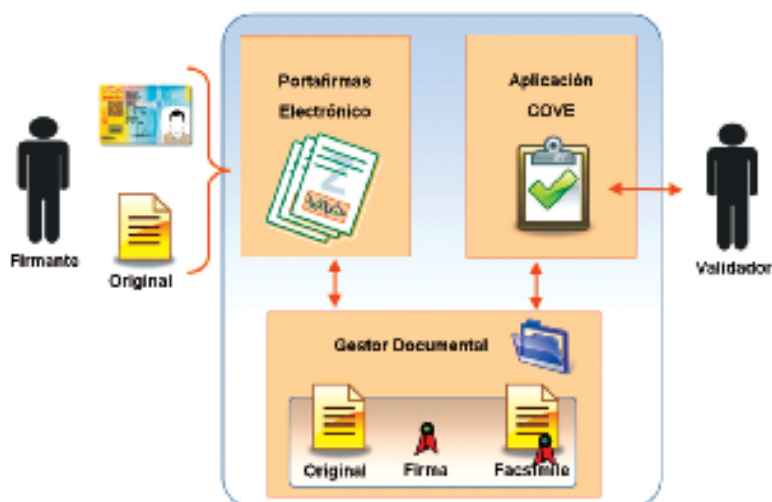 Portafirmas
Electrónico
Aplicación
COVE
Firmante
Original
Validador
Gestor Documental
Original
Firma
Facsímile